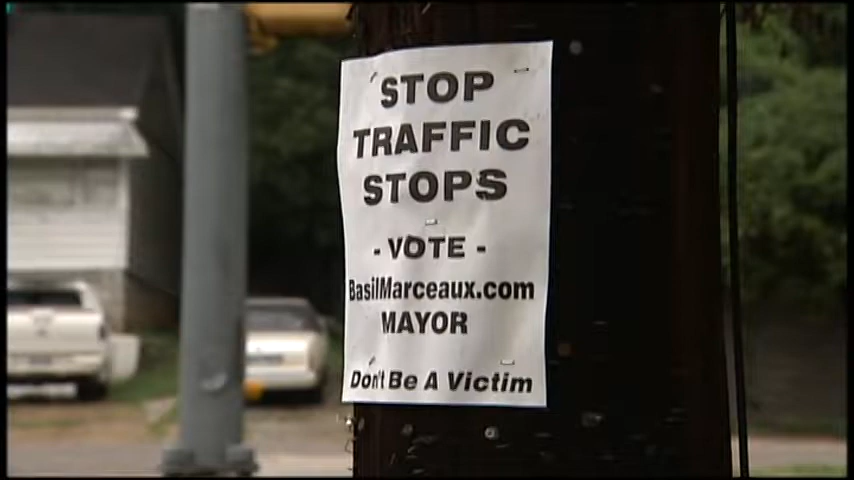 STOP
TRAFFIC
STOPS
- VOTE -
BasilMarceaux.com
MAYOR
Don't Be A Victim